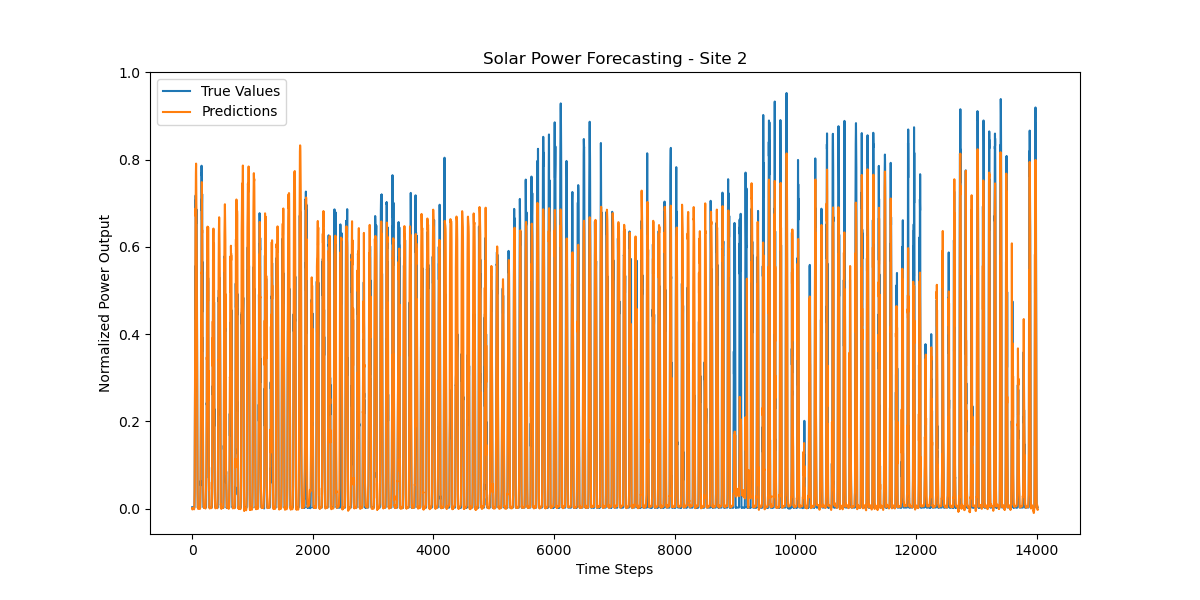 Solar Power Forecasting - Site 2
True Values
Predictions
Normalized Power Output
1.0
0.8
0.6
0.4
0.2
0.0
0 2000 4000 6000 8000 10000 12000 14000
Time Steps